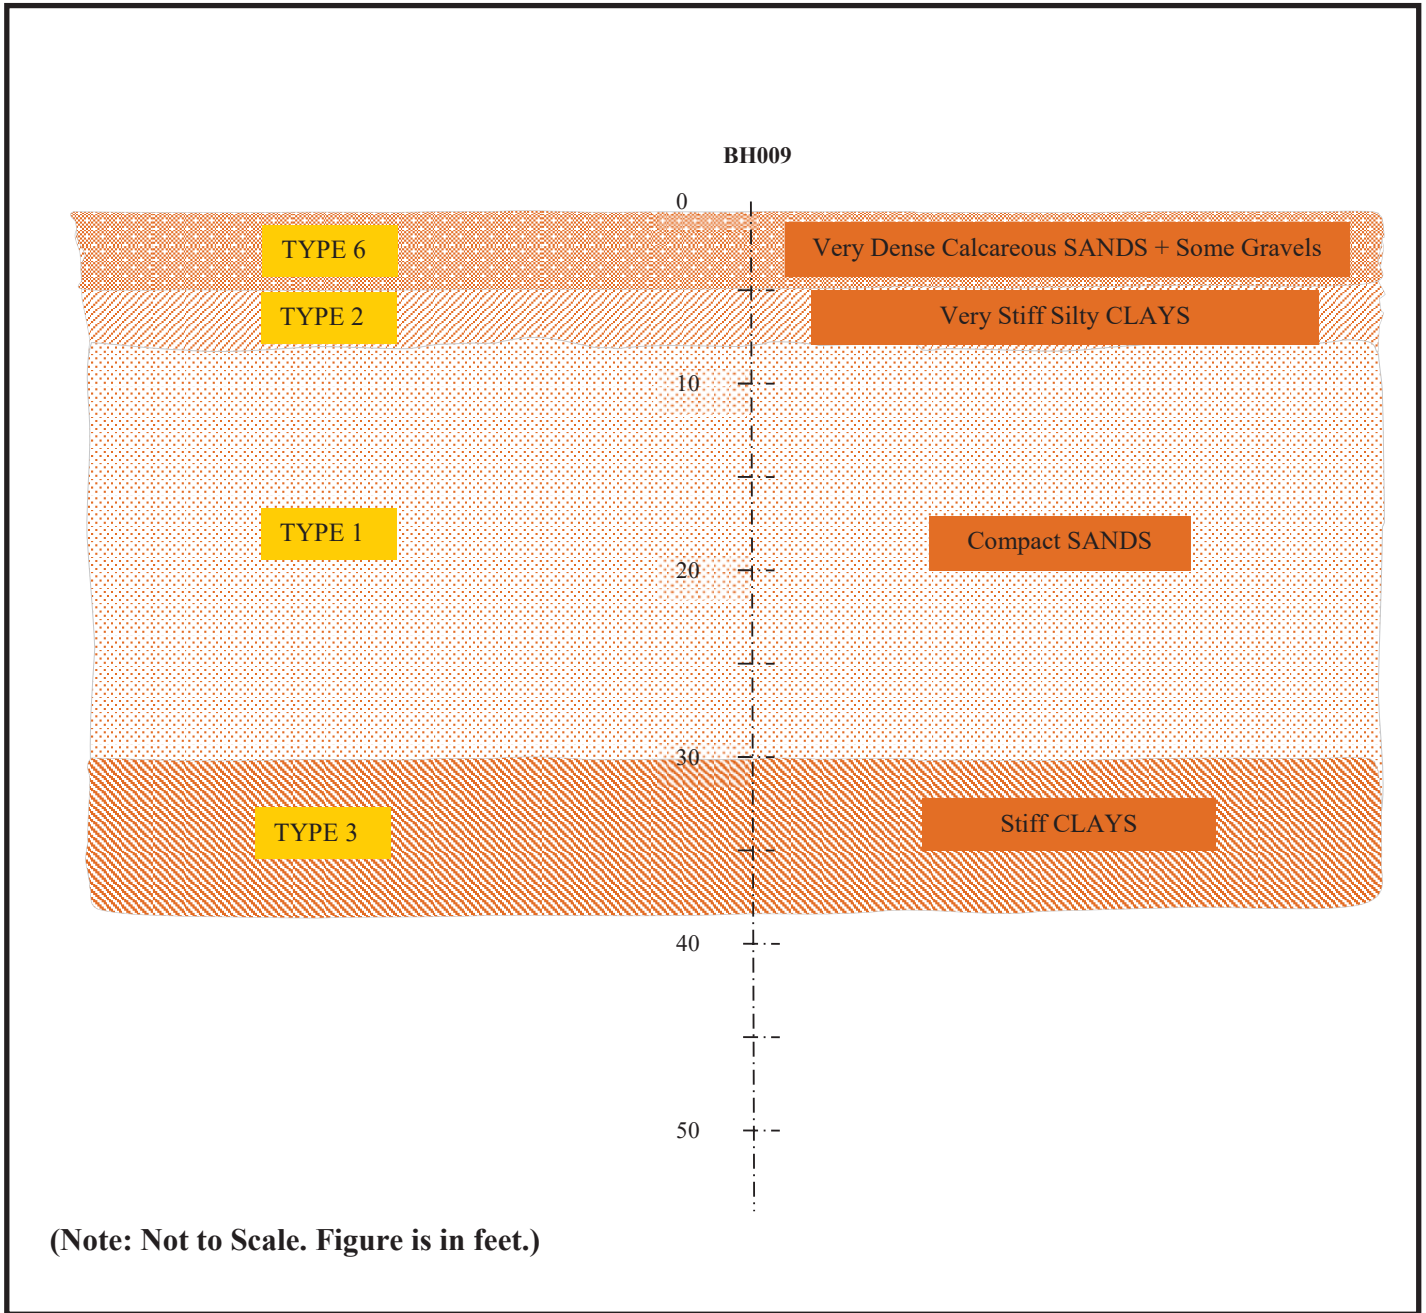 BH009
0
TYPE 6
Very Dense Calcareous SANDS + Some Gravels
TYPE 2
Very Stiff Silty CLAYS
10
TYPE 1
Compact SANDS
20
30
TYPE 3
Stiff CLAYS
40
50
(Note: Not to Scale. Figure is in feet.)